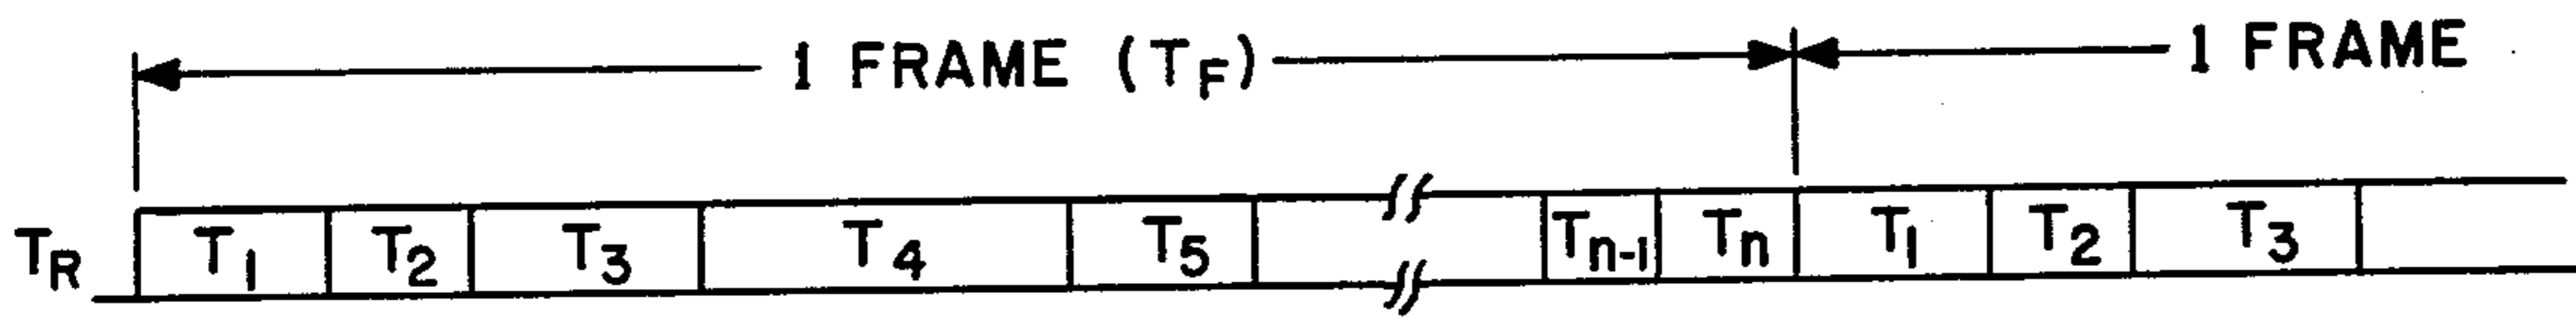 1 FRAME (TF) 1 FRAME
TR T1 T2 T3 T4 T5 Tn-1 Tn T1 T2 T3